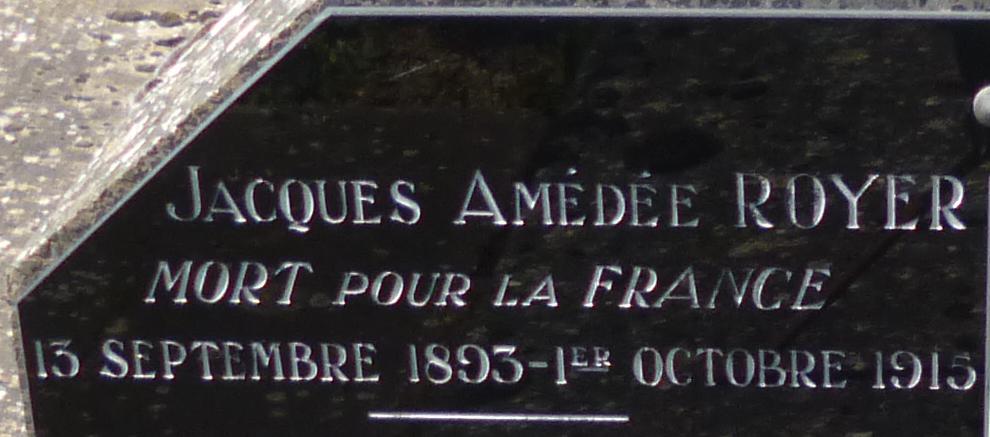 JACQUES AMÉDÉE ROYER
MORT POUR LA FRANCE
13 SEPTEMBRE 1893-1ER OCTOBRE 1915